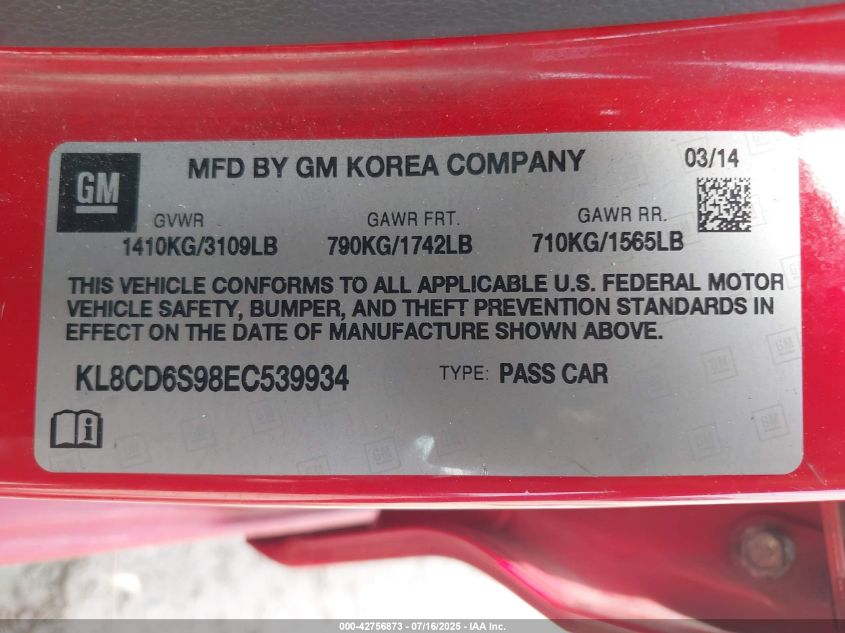 GM
MFD BY GM KOREA COMPANY
03/14
GVWR
1410KG/3109LB
GAWR FRT.
790KG/1742LB
GAWR RR.
710KG/1565LB
THIS VEHICLE CONFORMS TO ALL APPLICABLE U.S. FEDERAL MOTOR
VEHICLE SAFETY, BUMPER, AND THEFT PREVENTION STANDARDS IN
EFFECT ON THE DATE OF MANUFACTURE SHOWN ABOVE.
KL8CD6S98EC539934
TYPE: PASS CAR
000-42756873 - 07/16/2025 - IAA Inc.